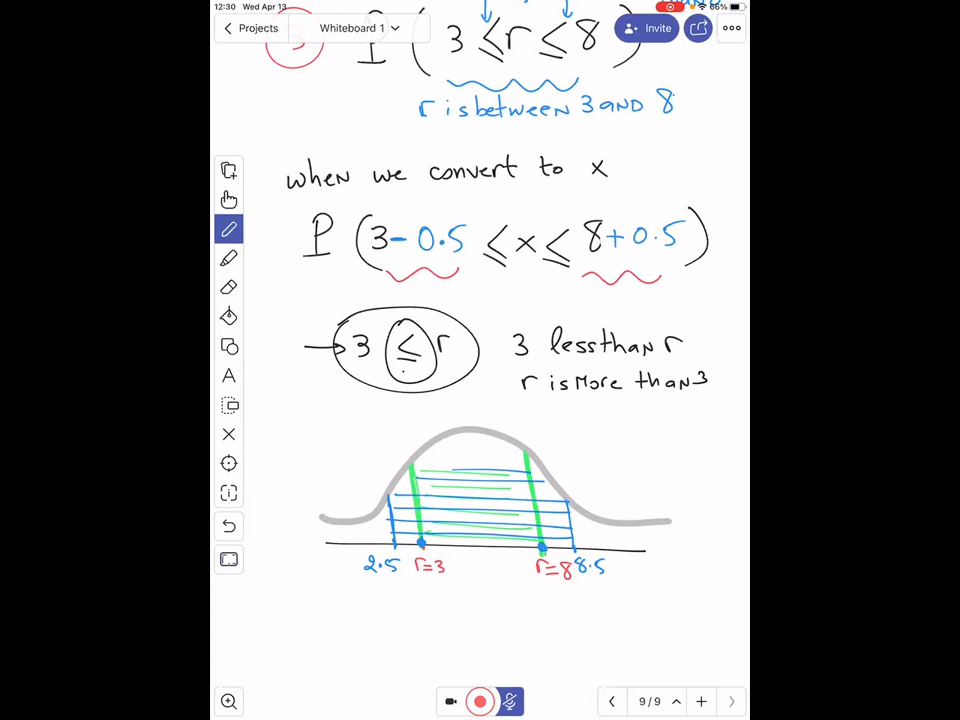 12:30 Wed Apr 13
66%
Projects
Whiteboard 1
Invite
3 P ( 3 ≤ r ≤ 8 )
r is between 3 AND 8
when we convert to x
P ( 3 - 0.5 ≤ x ≤ 8 + 0.5 )
3 ≤ r
3 less than r
r is More than 3
2.5 r=3 r=8 8.5
A
9/9